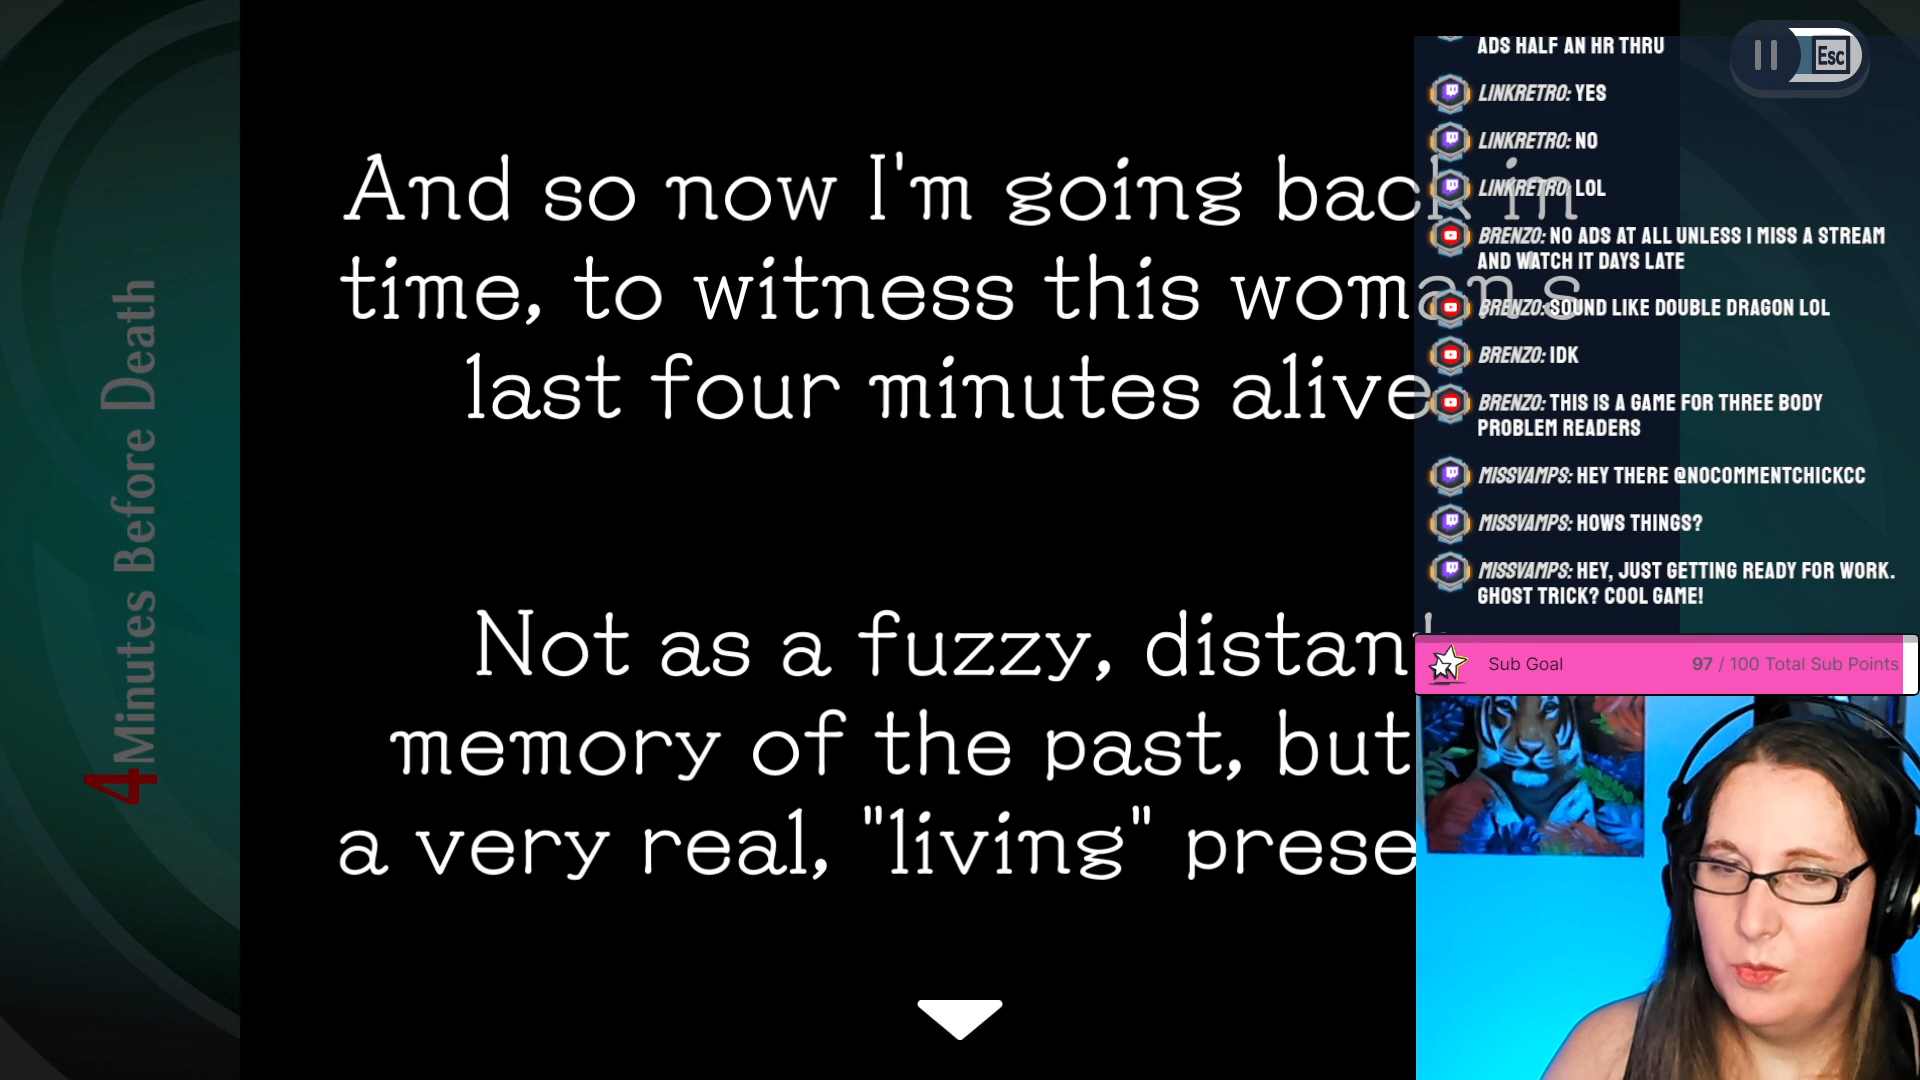 4 Minutes Before Death
And so now I'm going back in
time, to witness this woman's
last four minutes alive
Not as a fuzzy, distant
memory of the past, but
a very real, "living"
Esc
ADS HALF AN HR THRU
LINKRETRO: YES
LINKRETRO: NO
LINKRETRO: LOL
BRENZO: NO ADS AT ALL UNLESS I MISS A STREAM
AND WATCH IT DAYS LATE
BRENZO: SOUND LIKE DOUBLE DRAGON LOL
BRENZO: IDK
BRENZO: THIS IS A GAME FOR THREE BODY
PROBLEM READERS
MISSVAMPS: HEY THERE @NOCOMMENTCHICKCC
MISSVAMPS: HOWS THINGS?
MISSVAMPS: HEY, JUST GETTING READY FOR WORK.
GHOST TRICK? COOL GAME!
Sub Goal 97 / 100 Total Sub Points